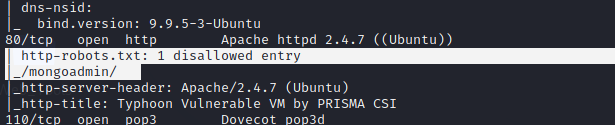 | dns-nsid:
|_  bind.version: 9.9.5-3-Ubuntu
80/tcp  open  http        Apache httpd 2.4.7 ((Ubuntu))
| http-robots.txt: 1 disallowed entry
|_/mongoadmin/
|_http-server-header: Apache/2.4.7 (Ubuntu)
|_http-title: Typhoon Vulnerable VM by PRISMA CSI
110/tcp  open  pop3        Dovecot pop3d